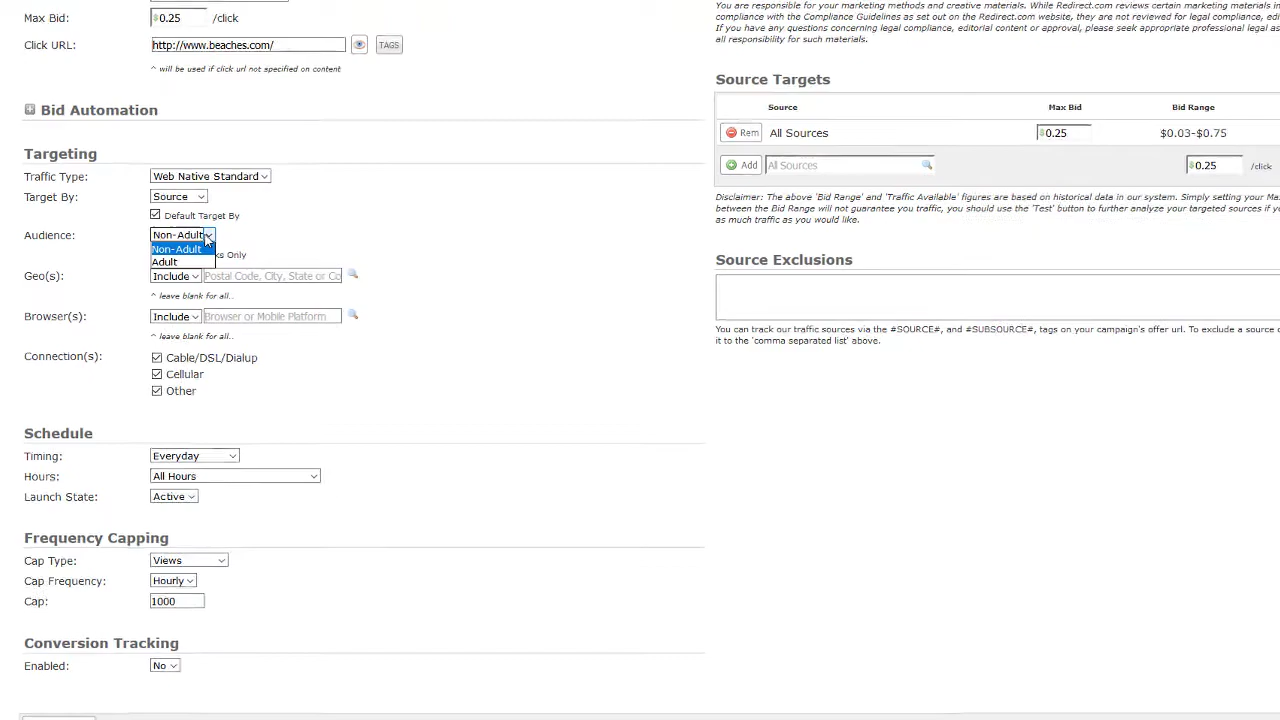 Max Bid: $0.25 /click
Click URL: http://www.beaches.com/ TAGS
^ will be used if click url not specified on content
Bid Automation
Targeting
Traffic Type: Web Native Standard
Target By: Source
Default Target By
Audience: Non-Adult
Non-Adult
Adult
ks Only
Geo(s): Include Postal Code, City, State or Co
^ leave blank for all..
Browser(s): Include Browser or Mobile Platform
^ leave blank for all..
Connection(s): Cable/DSL/Dialup
Cellular
Other
Schedule
Timing: Everyday
Hours: All Hours
Launch State: Active
Frequency Capping
Cap Type: Views
Cap Frequency: Hourly
Cap: 1000
Conversion Tracking
Enabled: No
You are responsible for your marketing methods and creative materials. While Redirect.com reviews certain marketing materials in
compliance with the Compliance Guidelines as set out on the Redirect.com website, they are not reviewed for legal compliance, edi
If you have any questions concerning legal compliance, editorial content or approval, please seek appropriate professional legal as
all responsibility for such materials.
Source Targets
Source Max Bid Bid Range
Rem All Sources $0.25 $0.03-$0.75
Add All Sources $0.25 /click
Disclaimer: The above 'Bid Range' and 'Traffic Available' figures are based on historical data in our system. Simply setting your Max
between the Bid Range will not guarantee you traffic, you should use the 'Test' button to further analyze your targeted sources if yo
as much traffic as you would like.
Source Exclusions
You can track our traffic sources via the #SOURCE#, and #SUBSOURCE#, tags on your campaign's offer url. To exclude a source o
it to the 'comma separated list' above.